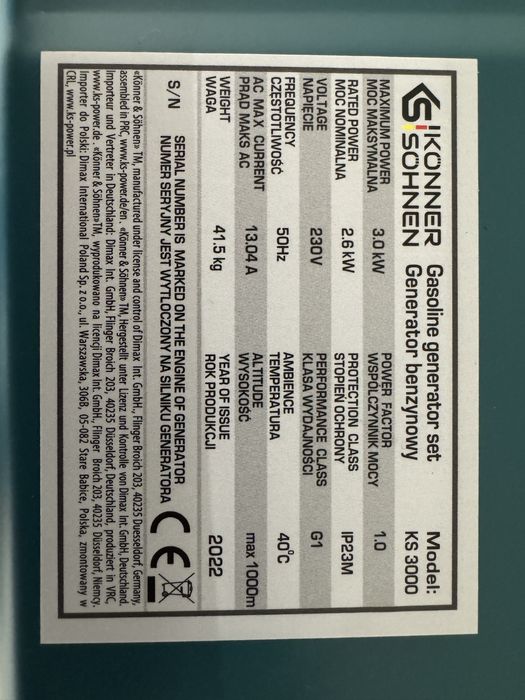 KÖNNER
SÖHNEN
Gasoline generator set
Generator benzynowy
Model:
KS 3000
MAXIMUM POWER
MOC MAKSYMALNA
3.0 kW
POWER FACTOR
WSPÓŁCZYNNIK MOCY
1.0
RATED POWER
MOC NOMINALNA
2.6 kW
PROTECTION CLASS
STOPIEŃ OCHRONY
IP23M
VOLTAGE
NAPIĘCIE
230V
PERFORMANCE CLASS
KLASA WYDAJNOŚCI
G1
FREQUENCY
CZĘSTOTLIWOŚĆ
50Hz
AMBIENCE
TEMPERATURA
40°C
AC MAX CURRENT
PRAD MAKS AC
13.04 A
ALTITUDE
WYSOKOŚĆ
max 1000m
WEIGHT
WAGA
41.5 kg
YEAR OF ISSUE
ROK PRODUKCJI
2022
S/N
SERIAL NUMBER IS MARKED ON THE ENGINE OF GENERATOR
NUMER SERYJNY JEST WYTŁOCZONY NA SILNIKU GENERATORA
CE
«Könner & Söhnen» TM, manufactured under license and control of Dimax Int. GmbH., Flinger Broich 203, 40235 Duesseldorf, Germany,
assembled in PRC, www.ks-power.de/en. «Könner & Söhnen» TM, Hergestellt unter Lizenz und Kontrolle von Dimax Int. GmbH, Deutschland.
Importeur und Vertreter in Deutschland: Dimax Int. GmbH, Flinger Broich 203, 40235 Düsseldorf, Deutschland, produziert in VRC,
www.ks-power.de. «Könner & Söhnen»TM, wyprodukowano na licencji Dimax Int. GmbH., Flinger Broich 203, 40235 Düsseldorf, Niemcy.
Importer do Polski: Dimax International Poland Sp. z o.o., ul. Warszawska, 306B, 05-082 Stare Babice, Polska, zmontowany w
CRL, www.ks-power.pl